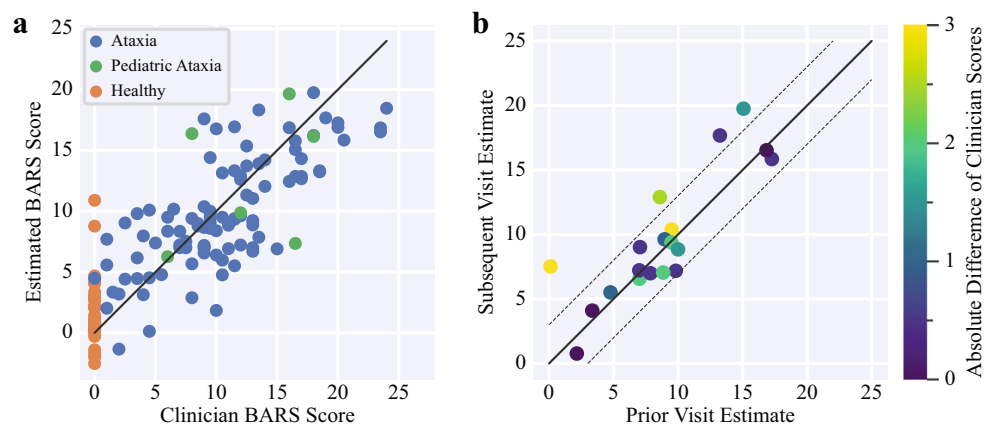 a
25
20
15
10
5
0
Estimated BARS Score
Ataxia
Pediatric Ataxia
Healthy
0 5 10 15 20 25
Clinician BARS Score
b
25
20
15
10
5
0
Subsequent Visit Estimate
0 5 10 15 20 25
Prior Visit Estimate
3
2
1
0
Absolute Difference of Clinician Scores